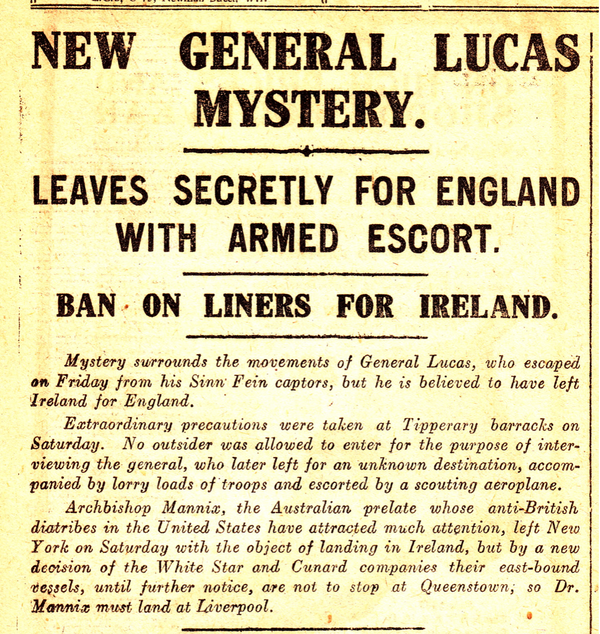 NEW GENERAL LUCAS
MYSTERY.
LEAVES SECRETLY FOR ENGLAND
WITH ARMED ESCORT.
BAN ON LINERS FOR IRELAND.
Mystery surrounds the movements of General Lucas, who escaped
on Friday from his Sinn Fein captors, but he is believed to have left
Ireland for England.
Extraordinary precautions were taken at Tipperary barracks on
Saturday. No outsider was allowed to enter for the purpose of inter-
viewing the general, who later left for an unknown destination, accom-
panied by lorry loads of troops and escorted by a scouting aeroplane.
Archbishop Mannix, the Australian prelate whose anti-British
diatribes in the United States have attracted much attention, left New
York on Saturday with the object of landing in Ireland, but by a new
decision of the White Star and Cunard companies their east-bound
vessels, until further notice, are not to stop at Queenstown, so Dr.
Mannix must land at Liverpool.